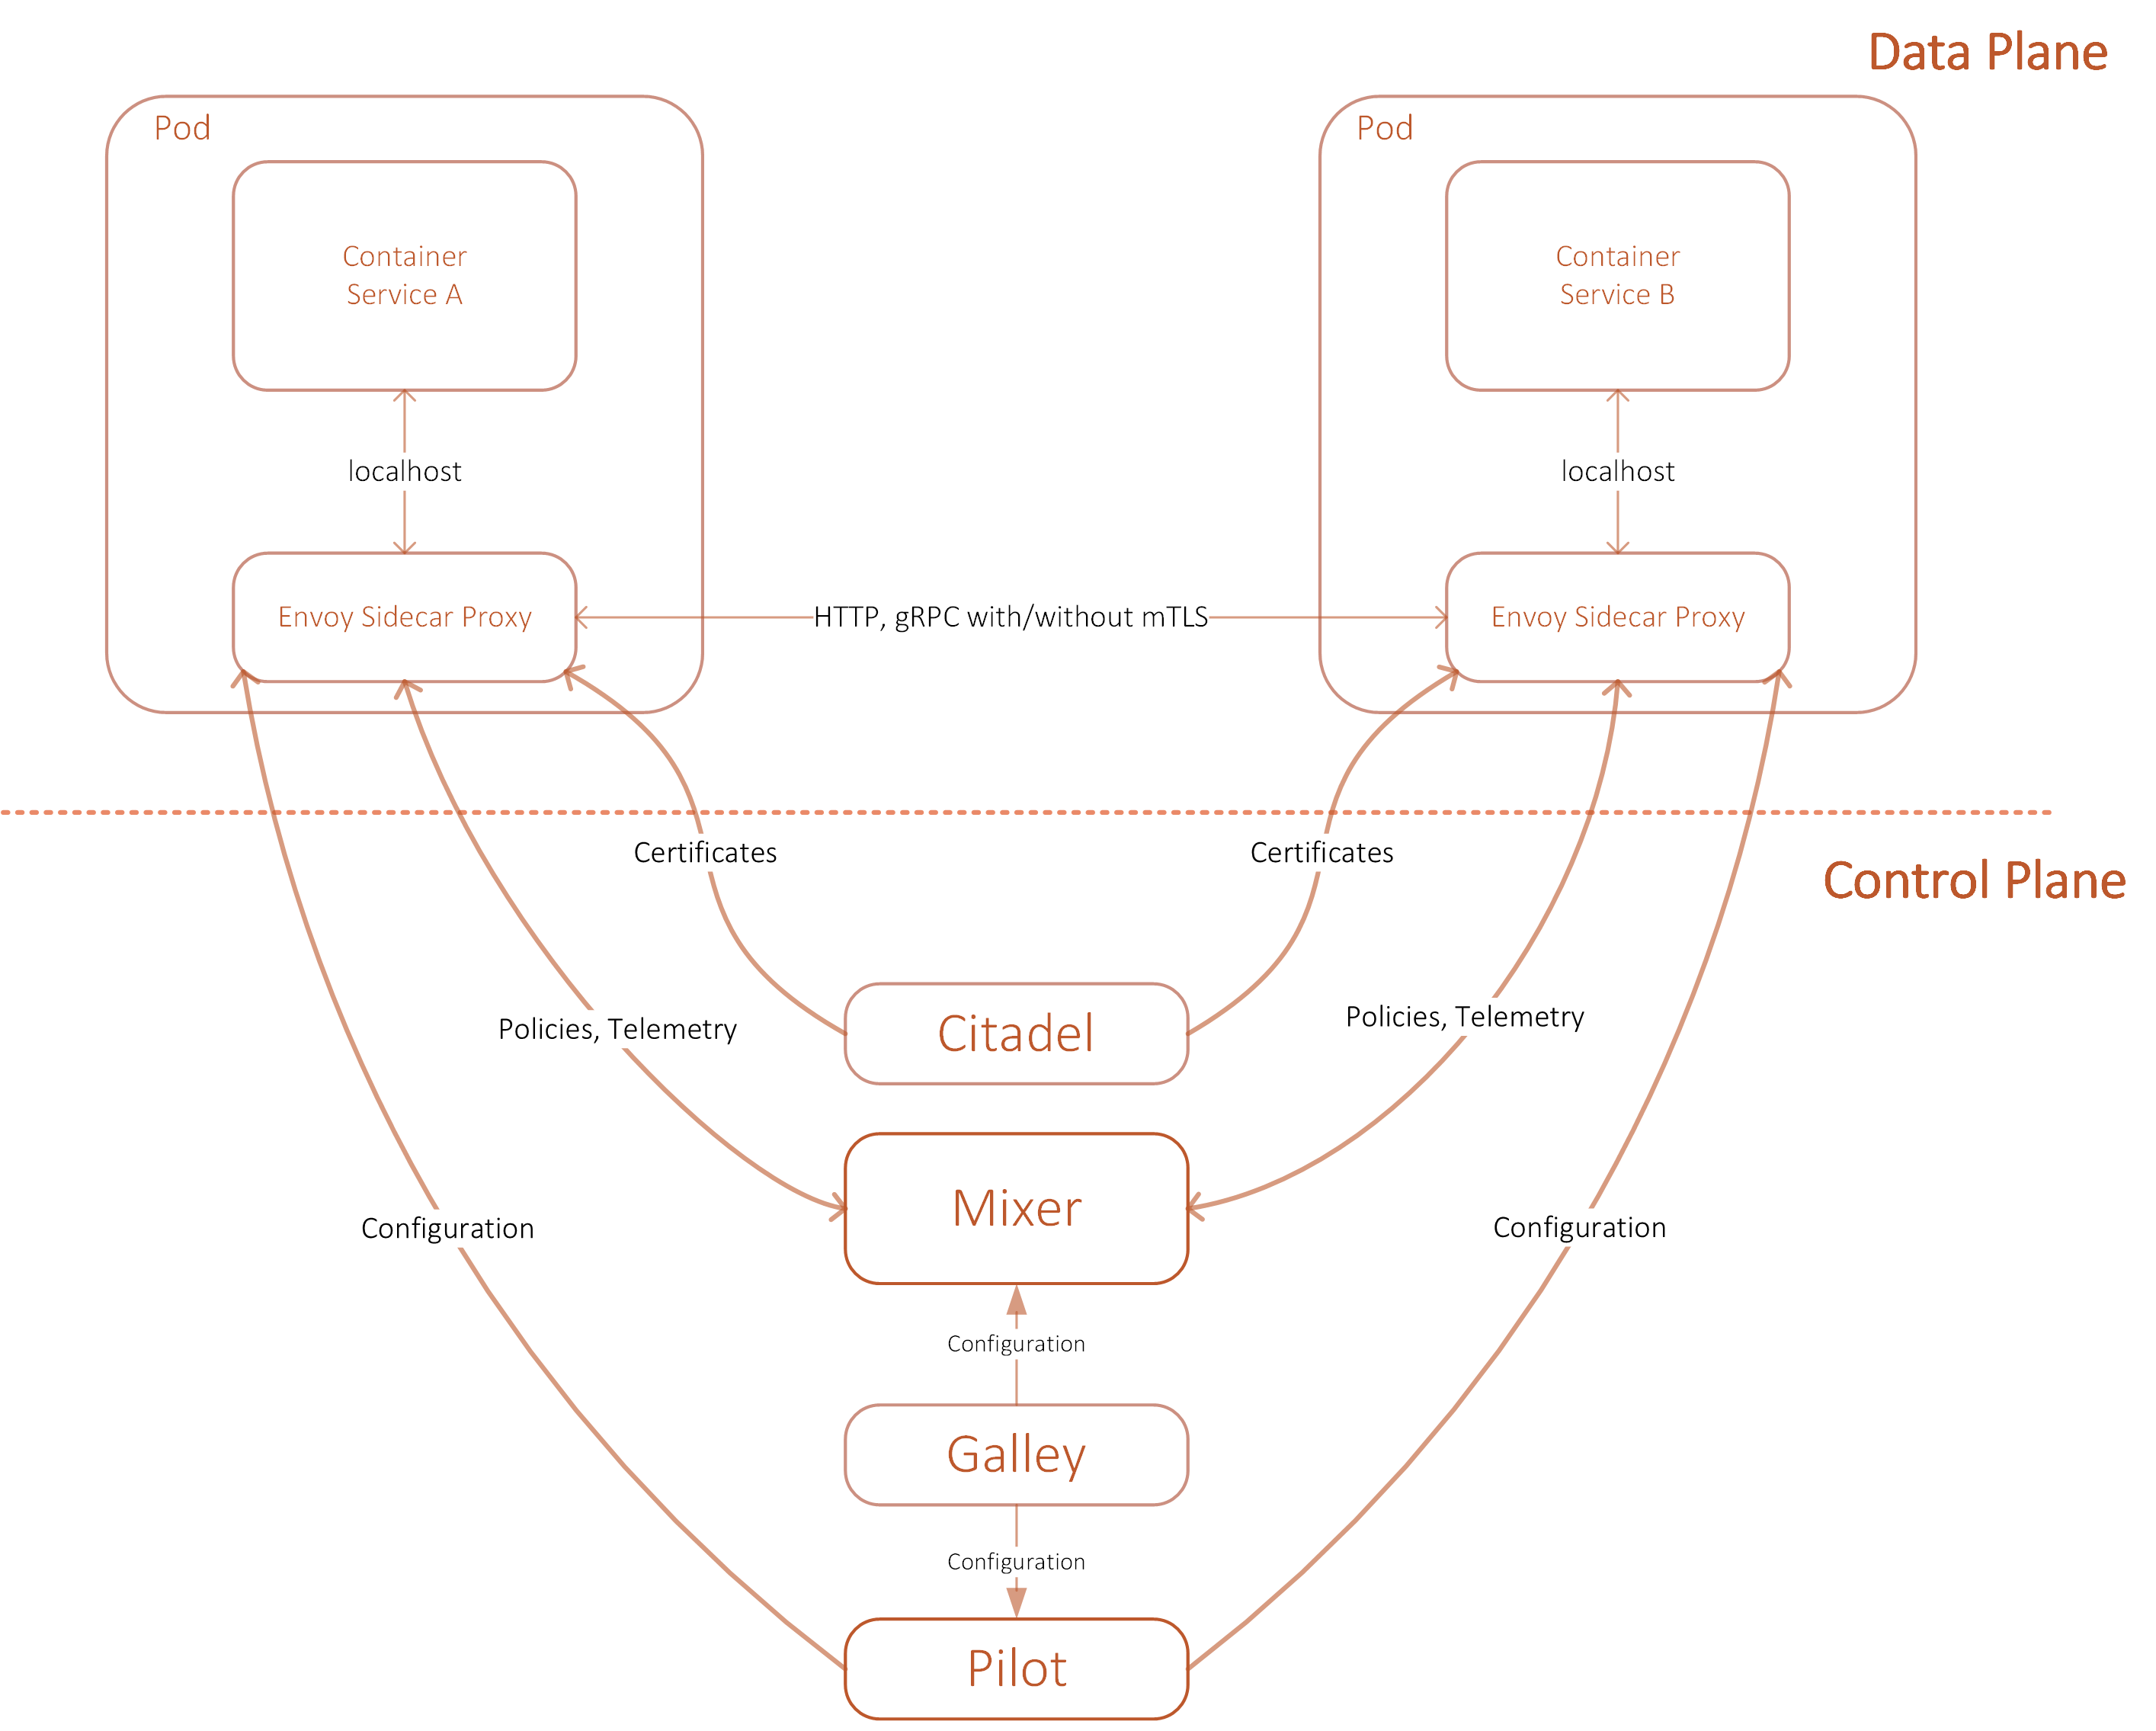 Data Plane
Pod
Pod
Container
Service A
Container
Service B
localhost
localhost
Envoy Sidecar Proxy
HTTP, gRPC with/without mTLS
Envoy Sidecar Proxy
Certificates
Certificates
Control Plane
Policies, Telemetry
Citadel
Policies, Telemetry
Mixer
Configuration
Configuration
Configuration
Galley
Configuration
Pilot